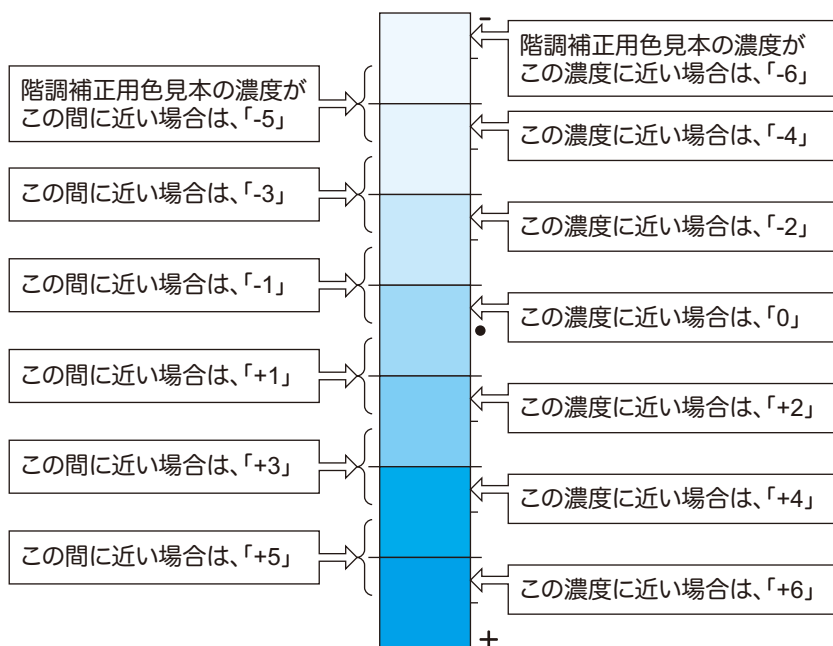 −
階調補正用色見本の濃度が
この濃度に近い場合は、「-6」
階調補正用色見本の濃度が
この間に近い場合は、「-5」
この濃度に近い場合は、「-4」
この間に近い場合は、「-3」
この濃度に近い場合は、「-2」
この間に近い場合は、「-1」
この濃度に近い場合は、「0」
●
この間に近い場合は、「+1」
この濃度に近い場合は、「+2」
この間に近い場合は、「+3」
この濃度に近い場合は、「+4」
この間に近い場合は、「+5」
この濃度に近い場合は、「+6」
+